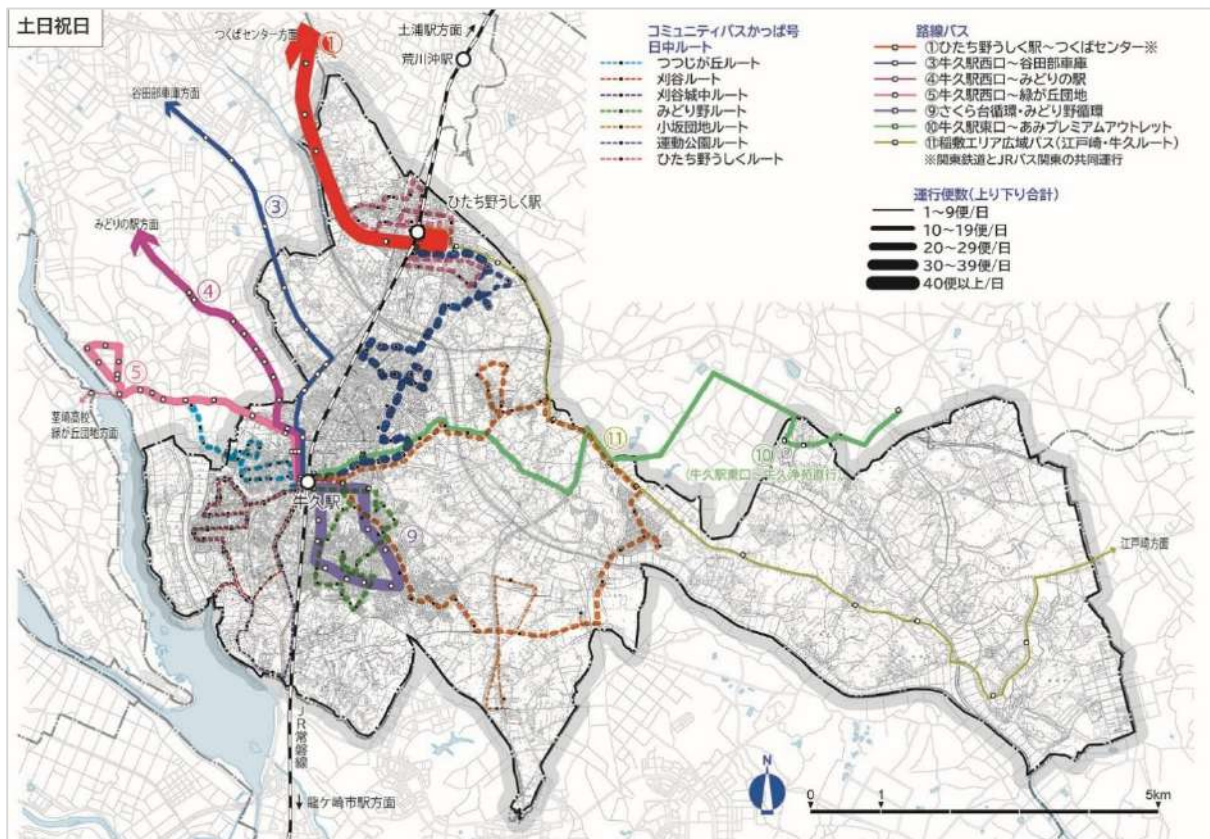 土日祝日
つくばセンター方面
①
土浦駅方面
荒川沖駅
谷田部車庫方面
③
ひたち野うしく駅
みどりの駅方面
④
⑤
茎崎高校・
緑が丘団地方面
牛久駅
⑨
⑪
⑩
(牛久駅東口～牛久浄苑直行)
江戸崎方面
JR常磐線
龍ケ崎市駅方面
コミュニティバスかっぱ号
日中ルート
つつじが丘ルート
刈谷ルート
刈谷城中ルート
みどり野ルート
小坂団地ルート
運動公園ルート
ひたち野うしくルート
路線バス
①ひたち野うしく駅～つくばセンター※
③牛久駅西口～谷田部車庫
④牛久駅西口～みどりの駅
⑤牛久駅西口～緑が丘団地
⑨さくら台循環・みどり野循環
⑩牛久駅東口～あみプレミアムアウトレット
⑪稲敷エリア広域バス(江戸崎・牛久ルート)
※関東鉄道とJRバス関東の共同運行
運行便数(上り下り合計)
1～9便/日
10～19便/日
20～29便/日
30～39便/日
40便以上/日
N
0 1 5km